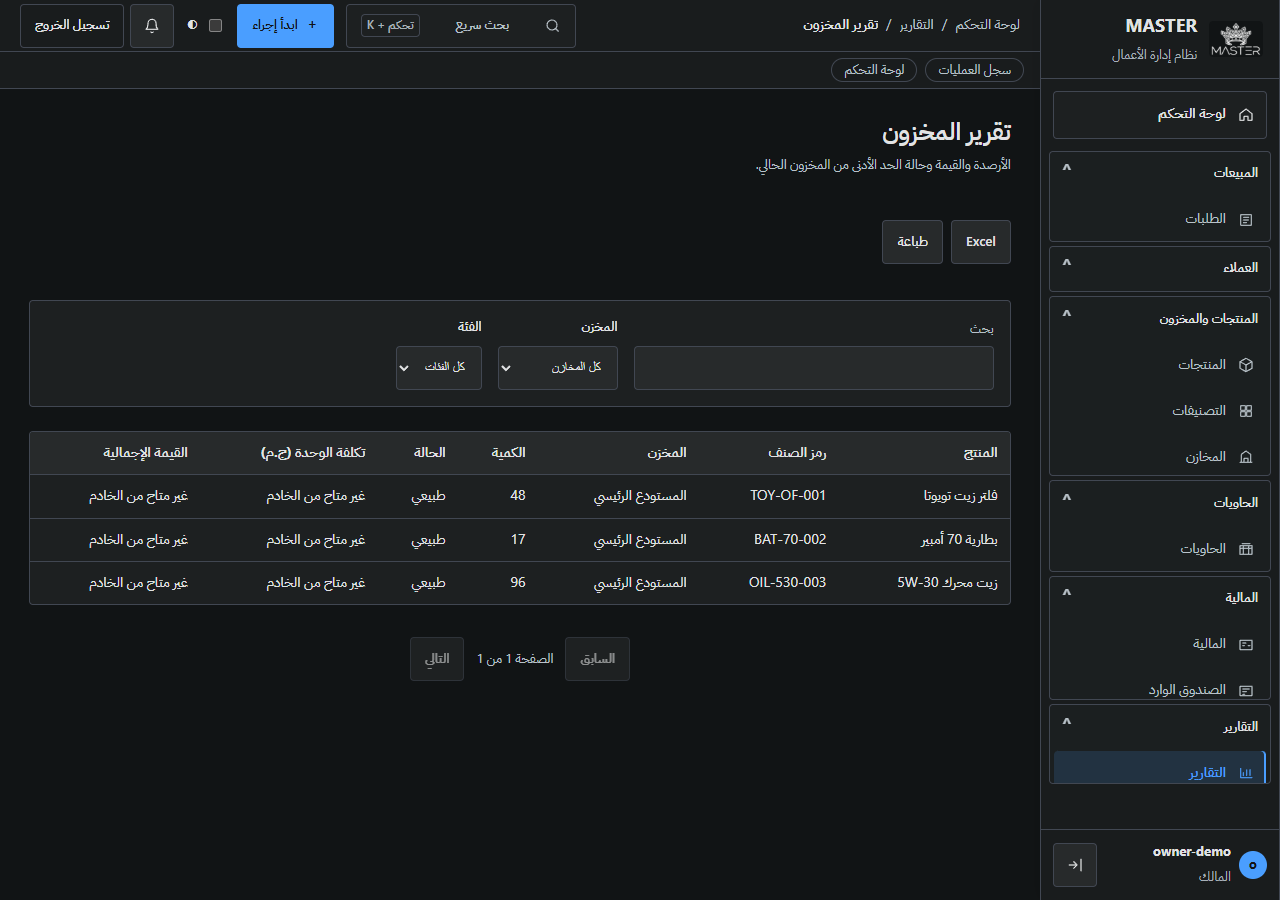 MASTER
نظام إدارة الأعمال
MASTER
لوحة التحكم / التقارير / تقرير المخزون
بحث سريع
تحكم + K
+ ابدأ إجراء
تسجيل الخروج
سجل العمليات
لوحة التحكم
لوحة التحكم
المبيعات
الطلبات
العملاء
المنتجات والمخزون
المنتجات
التصنيفات
المخازن
الحاويات
الحاويات
المالية
المالية
الصندوق الوارد
التقارير
التقارير
owner-demo
المالك
o
تقرير المخزون
الأرصدة والقيمة وحالة الحد الأدنى من المخزون الحالي.
Excel
طباعة
بحث
المخزن
الفئة
كل المخازن
كل الفئات
المنتج رمز الصنف المخزن الكمية الحالة تكلفة الوحدة (ج.م) القيمة الإجمالية
فلتر زيت تويوتا TOY-OF-001 المستودع الرئيسي 48 طبيعي غير متاح من الخادم غير متاح من الخادم
بطارية 70 أمبير BAT-70-002 المستودع الرئيسي 17 طبيعي غير متاح من الخادم غير متاح من الخادم
زيت محرك 5W-30 OIL-530-003 المستودع الرئيسي 96 طبيعي غير متاح من الخادم غير متاح من الخادم
السابق
الصفحة 1 من 1
التالي